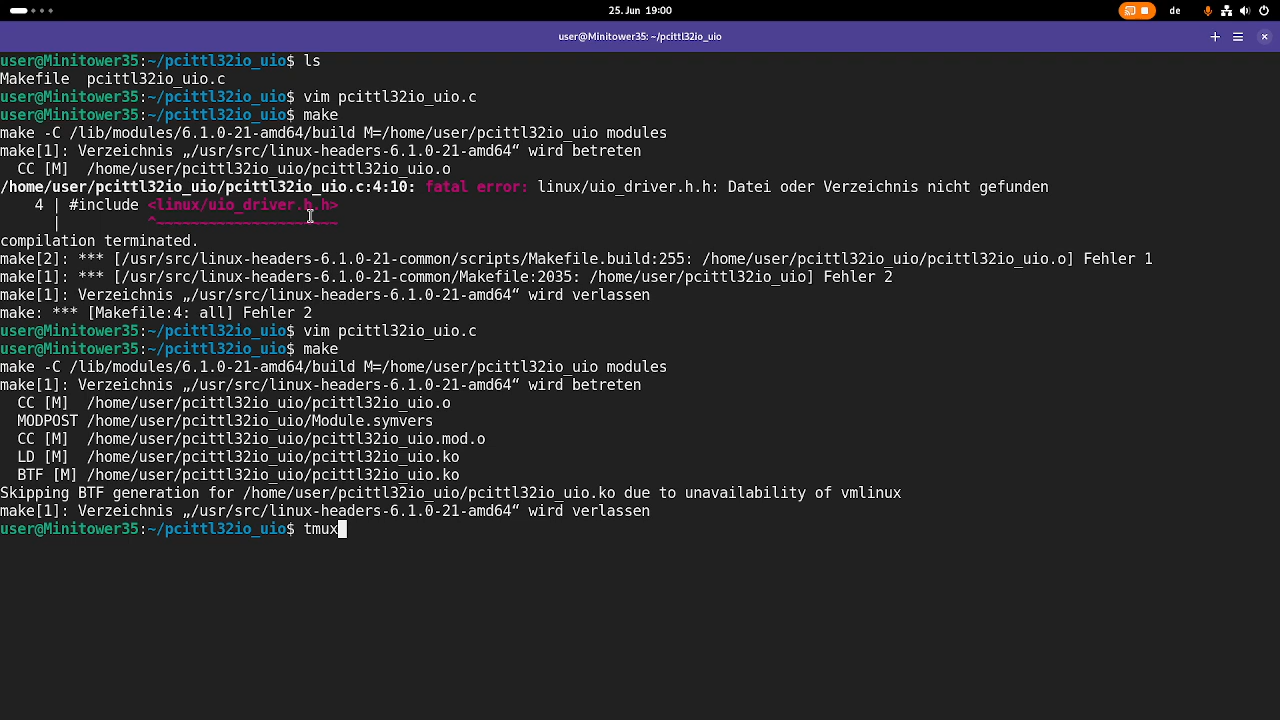 25. Jun 19:00
de
user@Minitower35: ~/pcittl32io_uio
user@Minitower35:~/pcittl32io_uio$ ls
Makefile  pcittl32io_uio.c
user@Minitower35:~/pcittl32io_uio$ vim pcittl32io_uio.c
user@Minitower35:~/pcittl32io_uio$ make
make -C /lib/modules/6.1.0-21-amd64/build M=/home/user/pcittl32io_uio modules
make[1]: Verzeichnis „/usr/src/linux-headers-6.1.0-21-amd64“ wird betreten
  CC [M]  /home/user/pcittl32io_uio/pcittl32io_uio.o
/home/user/pcittl32io_uio/pcittl32io_uio.c:4:10: fatal error: linux/uio_driver.h.h: Datei oder Verzeichnis nicht gefunden
    4 | #include <linux/uio_driver.h.h>
      |          ^~~~~~~~~~~~~~~~~~~~~~
compilation terminated.
make[2]: *** [/usr/src/linux-headers-6.1.0-21-common/scripts/Makefile.build:255: /home/user/pcittl32io_uio/pcittl32io_uio.o] Fehler 1
make[1]: *** [/usr/src/linux-headers-6.1.0-21-common/Makefile:2035: /home/user/pcittl32io_uio] Fehler 2
make[1]: Verzeichnis „/usr/src/linux-headers-6.1.0-21-amd64“ wird verlassen
make: *** [Makefile:4: all] Fehler 2
user@Minitower35:~/pcittl32io_uio$ vim pcittl32io_uio.c
user@Minitower35:~/pcittl32io_uio$ make
make -C /lib/modules/6.1.0-21-amd64/build M=/home/user/pcittl32io_uio modules
make[1]: Verzeichnis „/usr/src/linux-headers-6.1.0-21-amd64“ wird betreten
  CC [M]  /home/user/pcittl32io_uio/pcittl32io_uio.o
  MODPOST /home/user/pcittl32io_uio/Module.symvers
  CC [M]  /home/user/pcittl32io_uio/pcittl32io_uio.mod.o
  LD [M]  /home/user/pcittl32io_uio/pcittl32io_uio.ko
  BTF [M] /home/user/pcittl32io_uio/pcittl32io_uio.ko
Skipping BTF generation for /home/user/pcittl32io_uio/pcittl32io_uio.ko due to unavailability of vmlinux
make[1]: Verzeichnis „/usr/src/linux-headers-6.1.0-21-amd64“ wird verlassen
user@Minitower35:~/pcittl32io_uio$ tmux